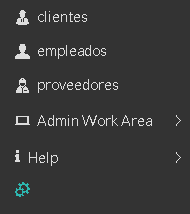 clientes
empleados
proveedores
Admin Work Area
Help